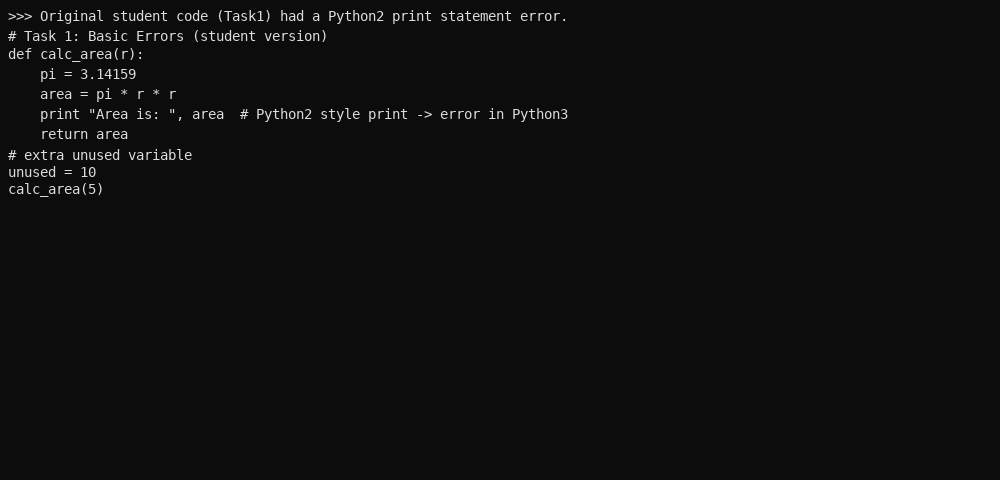 >>> Original student code (Task1) had a Python2 print statement error.
# Task 1: Basic Errors (student version)
def calc_area(r):
    pi = 3.14159
    area = pi * r * r
    print "Area is: ", area  # Python2 style print -> error in Python3
    return area
# extra unused variable
unused = 10
calc_area(5)